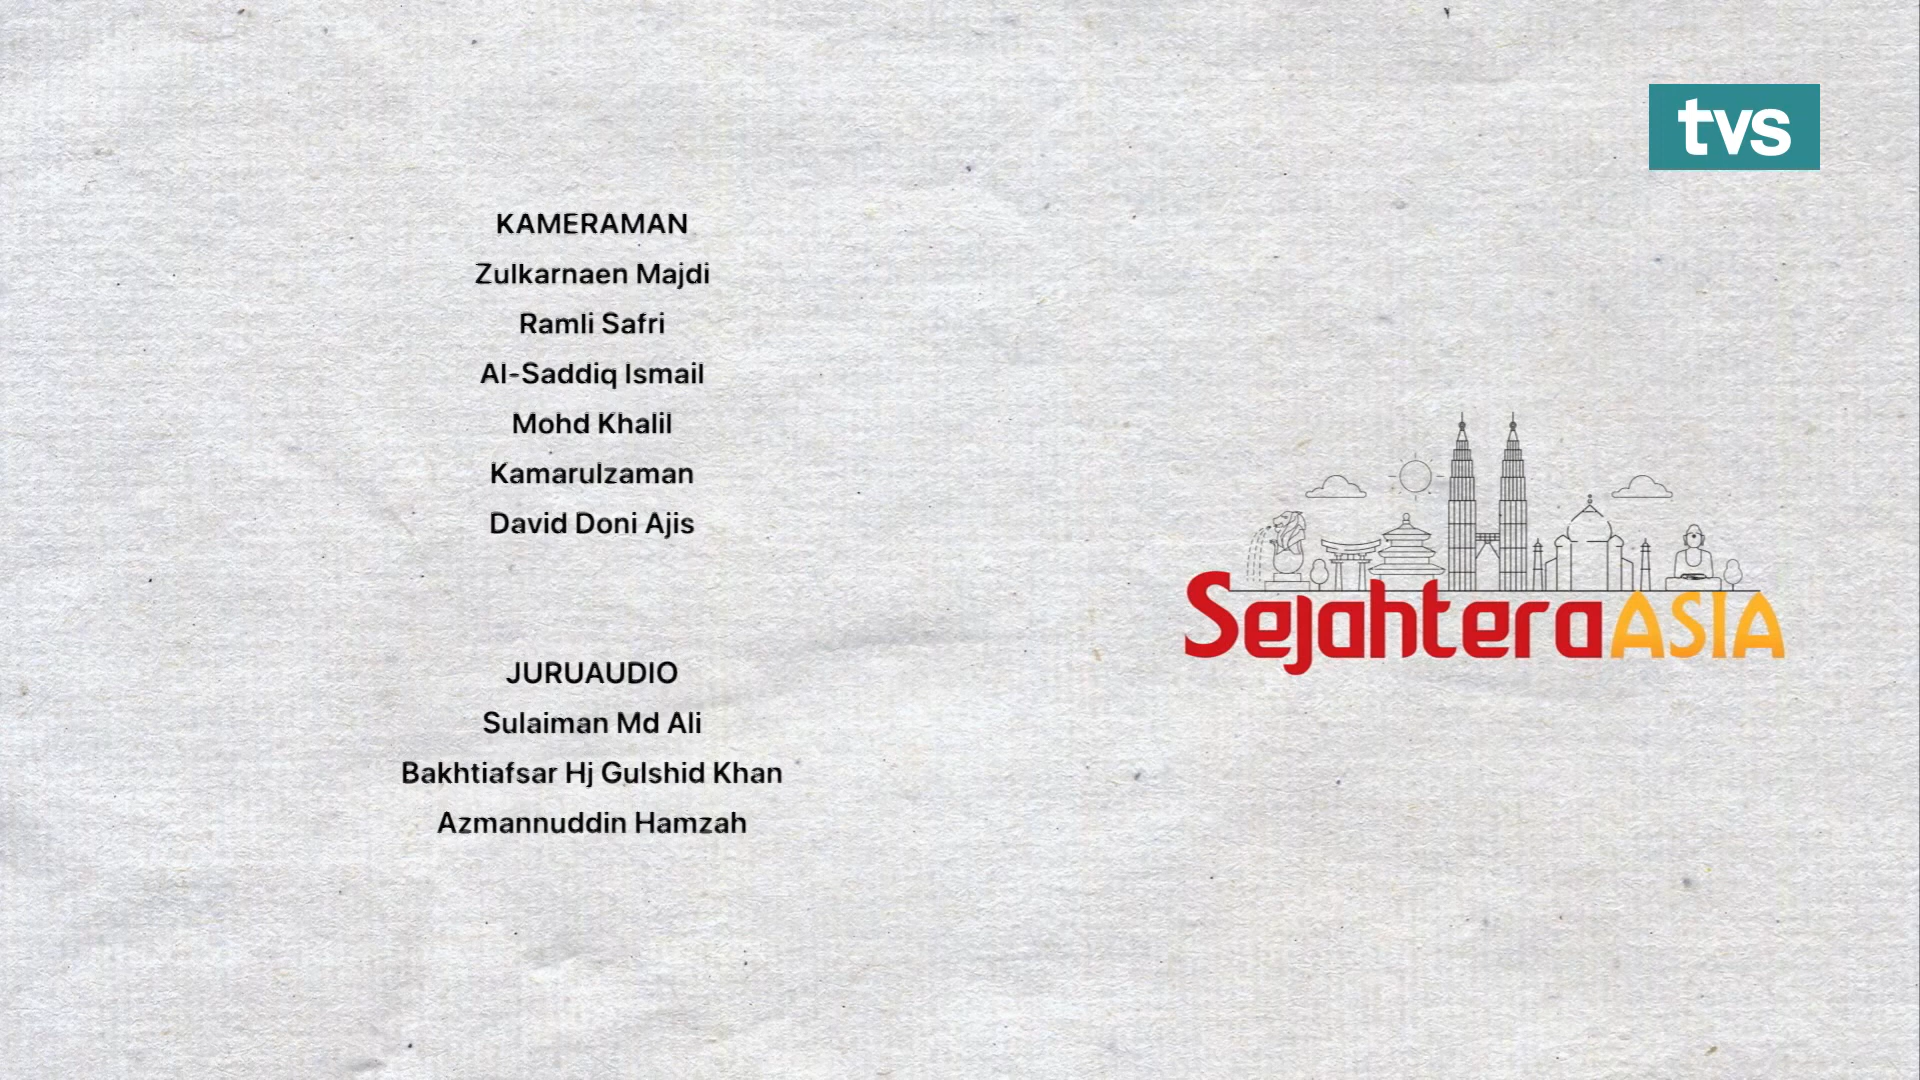 tvs
KAMERAMAN
Zulkarnaen Majdi
Ramli Safri
Al-Saddiq Ismail
Mohd Khalil
Kamarulzaman
David Doni Ajis
JURUAUDIO
Sulaiman Md Ali
Bakhtiafsar Hj Gulshid Khan
Azmannuddin Hamzah
SejahteraASIA